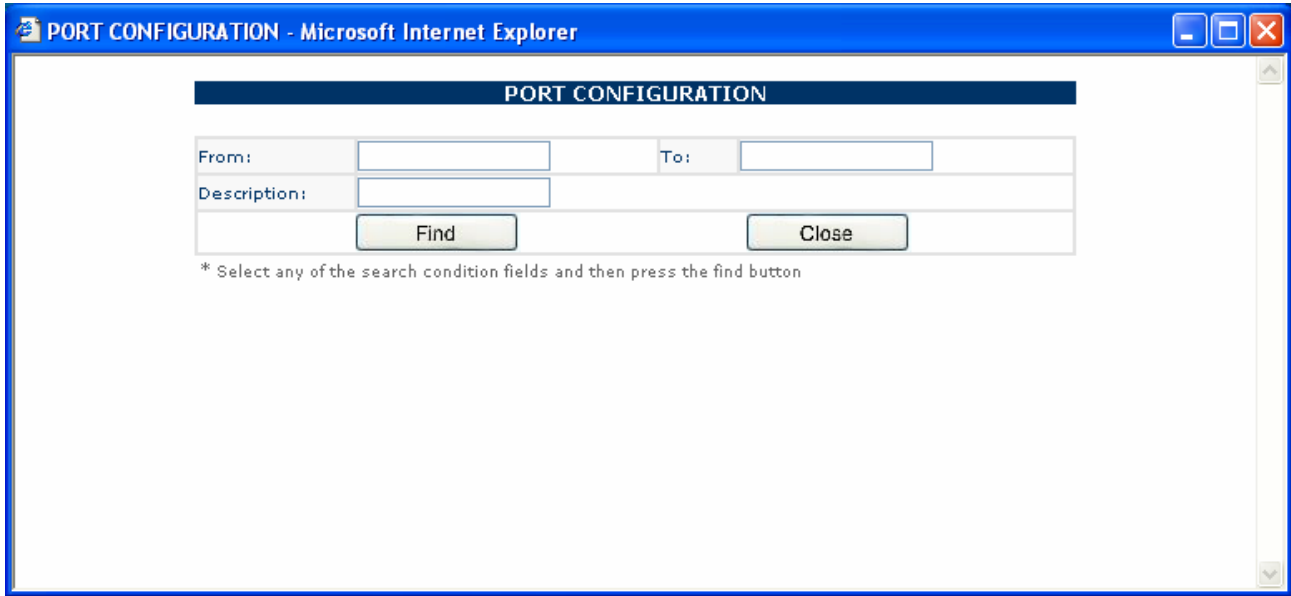 PORT CONFIGURATION - Microsoft Internet Explorer
PORT CONFIGURATION
From: To:
Description:
Find Close
* Select any of the search condition fields and then press the find button